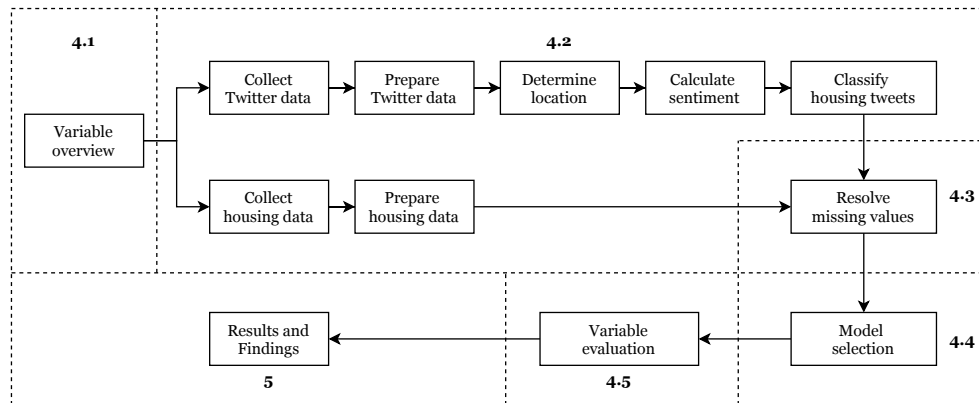 4.1
4.2
Collect
Twitter data
Prepare
Twitter data
Determine
location
Calculate
sentiment
Classify
housing tweets
Variable
overview
Collect
housing data
Prepare
housing data
Resolve
missing values
4.3
Results and
Findings
Variable
evaluation
Model
selection
4.4
5
4.5